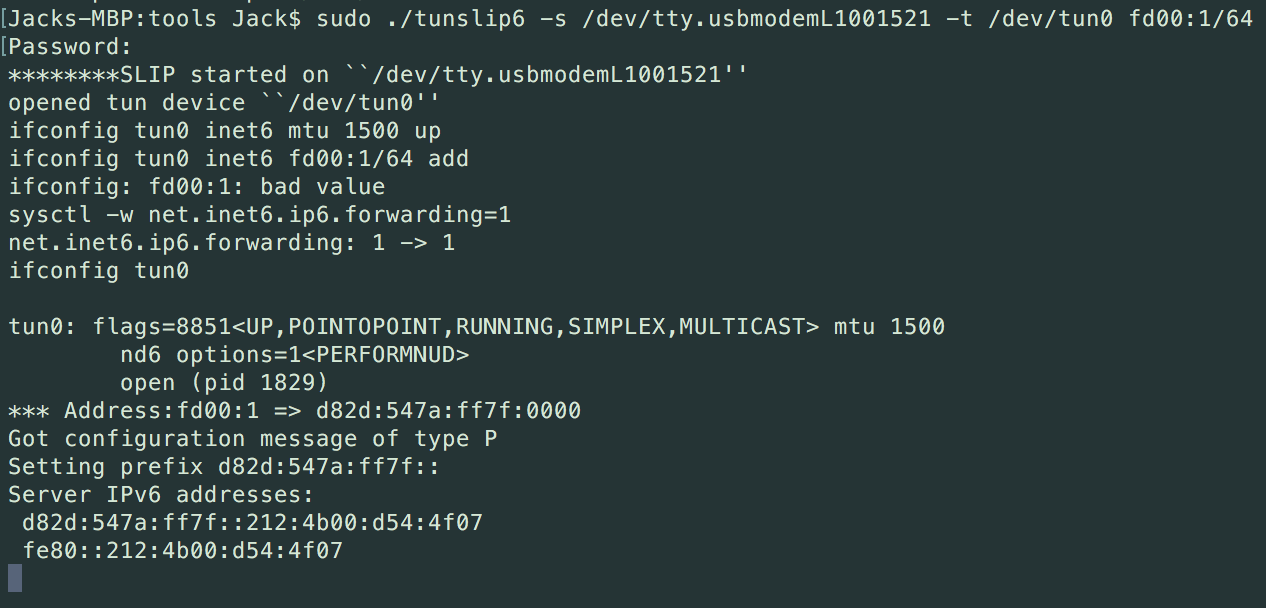 [Jacks-MBP:tools Jack$ sudo ./tunslip6 -s /dev/tty.usbmodemL1001521 -t /dev/tun0 fd00:1/64
[Password:
********SLIP started on ``/dev/tty.usbmodemL1001521''
opened tun device ``/dev/tun0''
ifconfig tun0 inet6 mtu 1500 up
ifconfig tun0 inet6 fd00:1/64 add
ifconfig: fd00:1: bad value
sysctl -w net.inet6.ip6.forwarding=1
net.inet6.ip6.forwarding: 1 -> 1
ifconfig tun0
tun0: flags=8851<UP,POINTOPOINT,RUNNING,SIMPLEX,MULTICAST> mtu 1500
nd6 options=1<PERFORMNUD>
open (pid 1829)
*** Address:fd00:1 => d82d:547a:ff7f:0000
Got configuration message of type P
Setting prefix d82d:547a:ff7f::
Server IPv6 addresses:
d82d:547a:ff7f::212:4b00:d54:4f07
fe80::212:4b00:d54:4f07